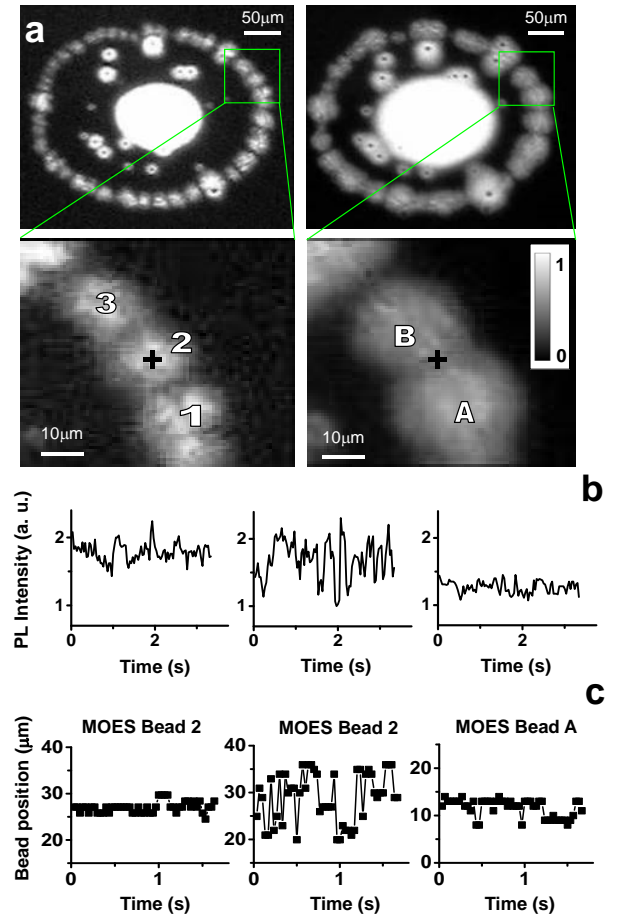 a
50μm
50μm
3
2
1
10μm
B
A
1
0
10μm
b
PL Intensity (a. u.)
2
1
0 2
Time (s)
2
1
0 2
Time (s)
2
1
0 2
Time (s)
c
Bead position (μm)
MOES Bead 2
40
30
20
0 1
Time (s)
MOES Bead 2
40
30
20
0 1
Time (s)
MOES Bead A
20
10
0
0 1
Time (s)